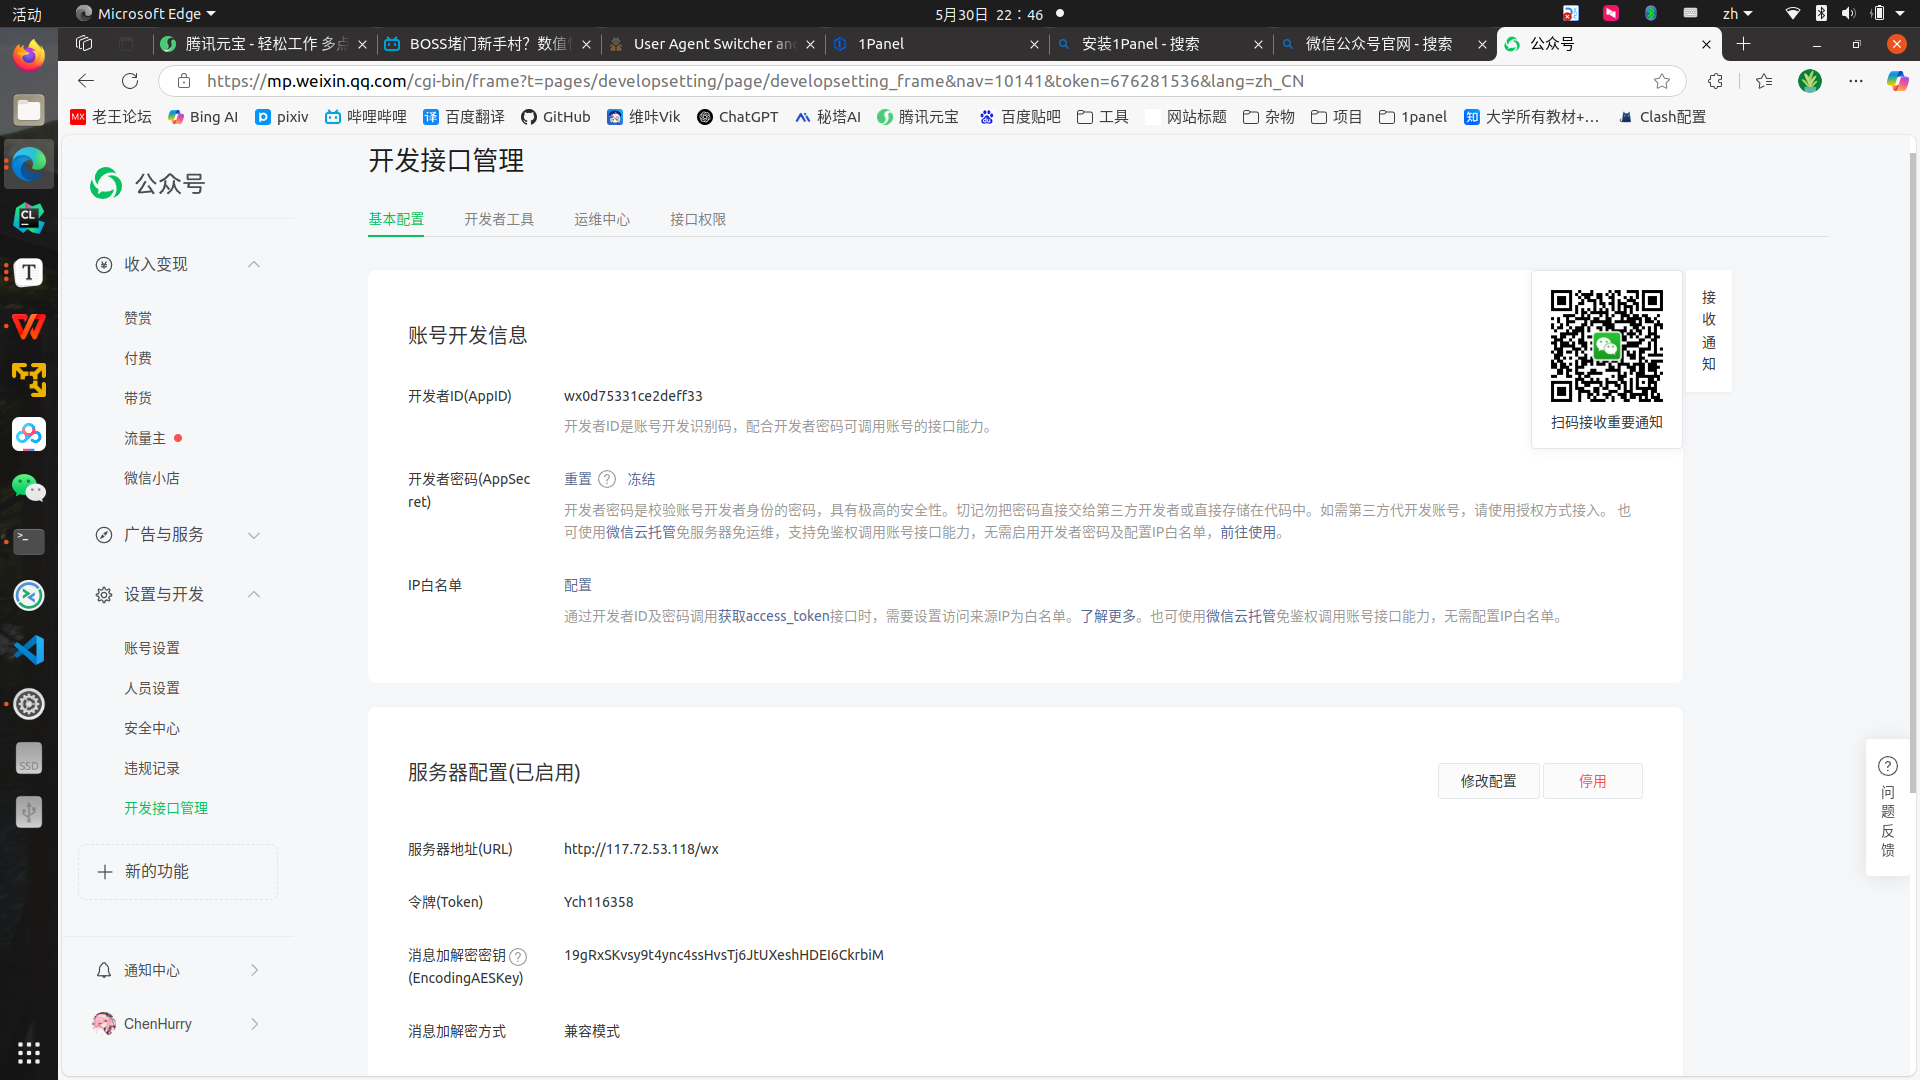 活动
Microsoft Edge
5月30日 22：46
zh
腾讯元宝 - 轻松工作 多点
BOSS堵门新手村？数值
User Agent Switcher an
1Panel
安装1Panel - 搜索
微信公众号官网 - 搜索
公众号
https://mp.weixin.qq.com/cgi-bin/frame?t=pages/developsetting/page/developsetting_frame&nav=10141&token=676281536&lang=zh_CN
老王论坛
Bing AI
pixiv
哔哩哔哩
百度翻译
GitHub
维咔Vik
ChatGPT
秘塔AI
腾讯元宝
百度贴吧
工具
网站标题
杂物
项目
1panel
大学所有教材+...
Clash配置
公众号
收入变现
赞赏
付费
带货
流量主
微信小店
广告与服务
设置与开发
账号设置
人员设置
安全中心
违规记录
开发接口管理
新的功能
通知中心
ChenHurry
开发接口管理
基本配置
开发者工具
运维中心
接口权限
账号开发信息
开发者ID(AppID)
wx0d75331ce2deff33
开发者ID是账号开发识别码，配合开发者密码可调用账号的接口能力。
开发者密码(AppSec
ret)
重置 ? 冻结
开发者密码是校验账号开发者身份的密码，具有极高的安全性。切记勿把密码直接交给第三方开发者或直接存储在代码中。如需第三方代开发账号，请使用授权方式接入。 也
可使用微信云托管免服务器免运维，支持免鉴权调用账号接口能力，无需启用开发者密码及配置IP白名单，前往使用。
IP白名单
配置
通过开发者ID及密码调用获取access_token接口时，需要设置访问来源IP为白名单。了解更多。也可使用微信云托管免鉴权调用账号接口能力，无需配置IP白名单。
扫码接收重要通知
接
收
通
知
服务器配置(已启用)
修改配置
停用
服务器地址(URL)
http://117.72.53.118/wx
令牌(Token)
Ych116358
消息加解密密钥 ?
(EncodingAESKey)
19gRxSKvsy9t4ync4ssHvsTj6JtUXeshHDEI6CkrbiM
消息加解密方式
兼容模式
?
问
题
反
馈